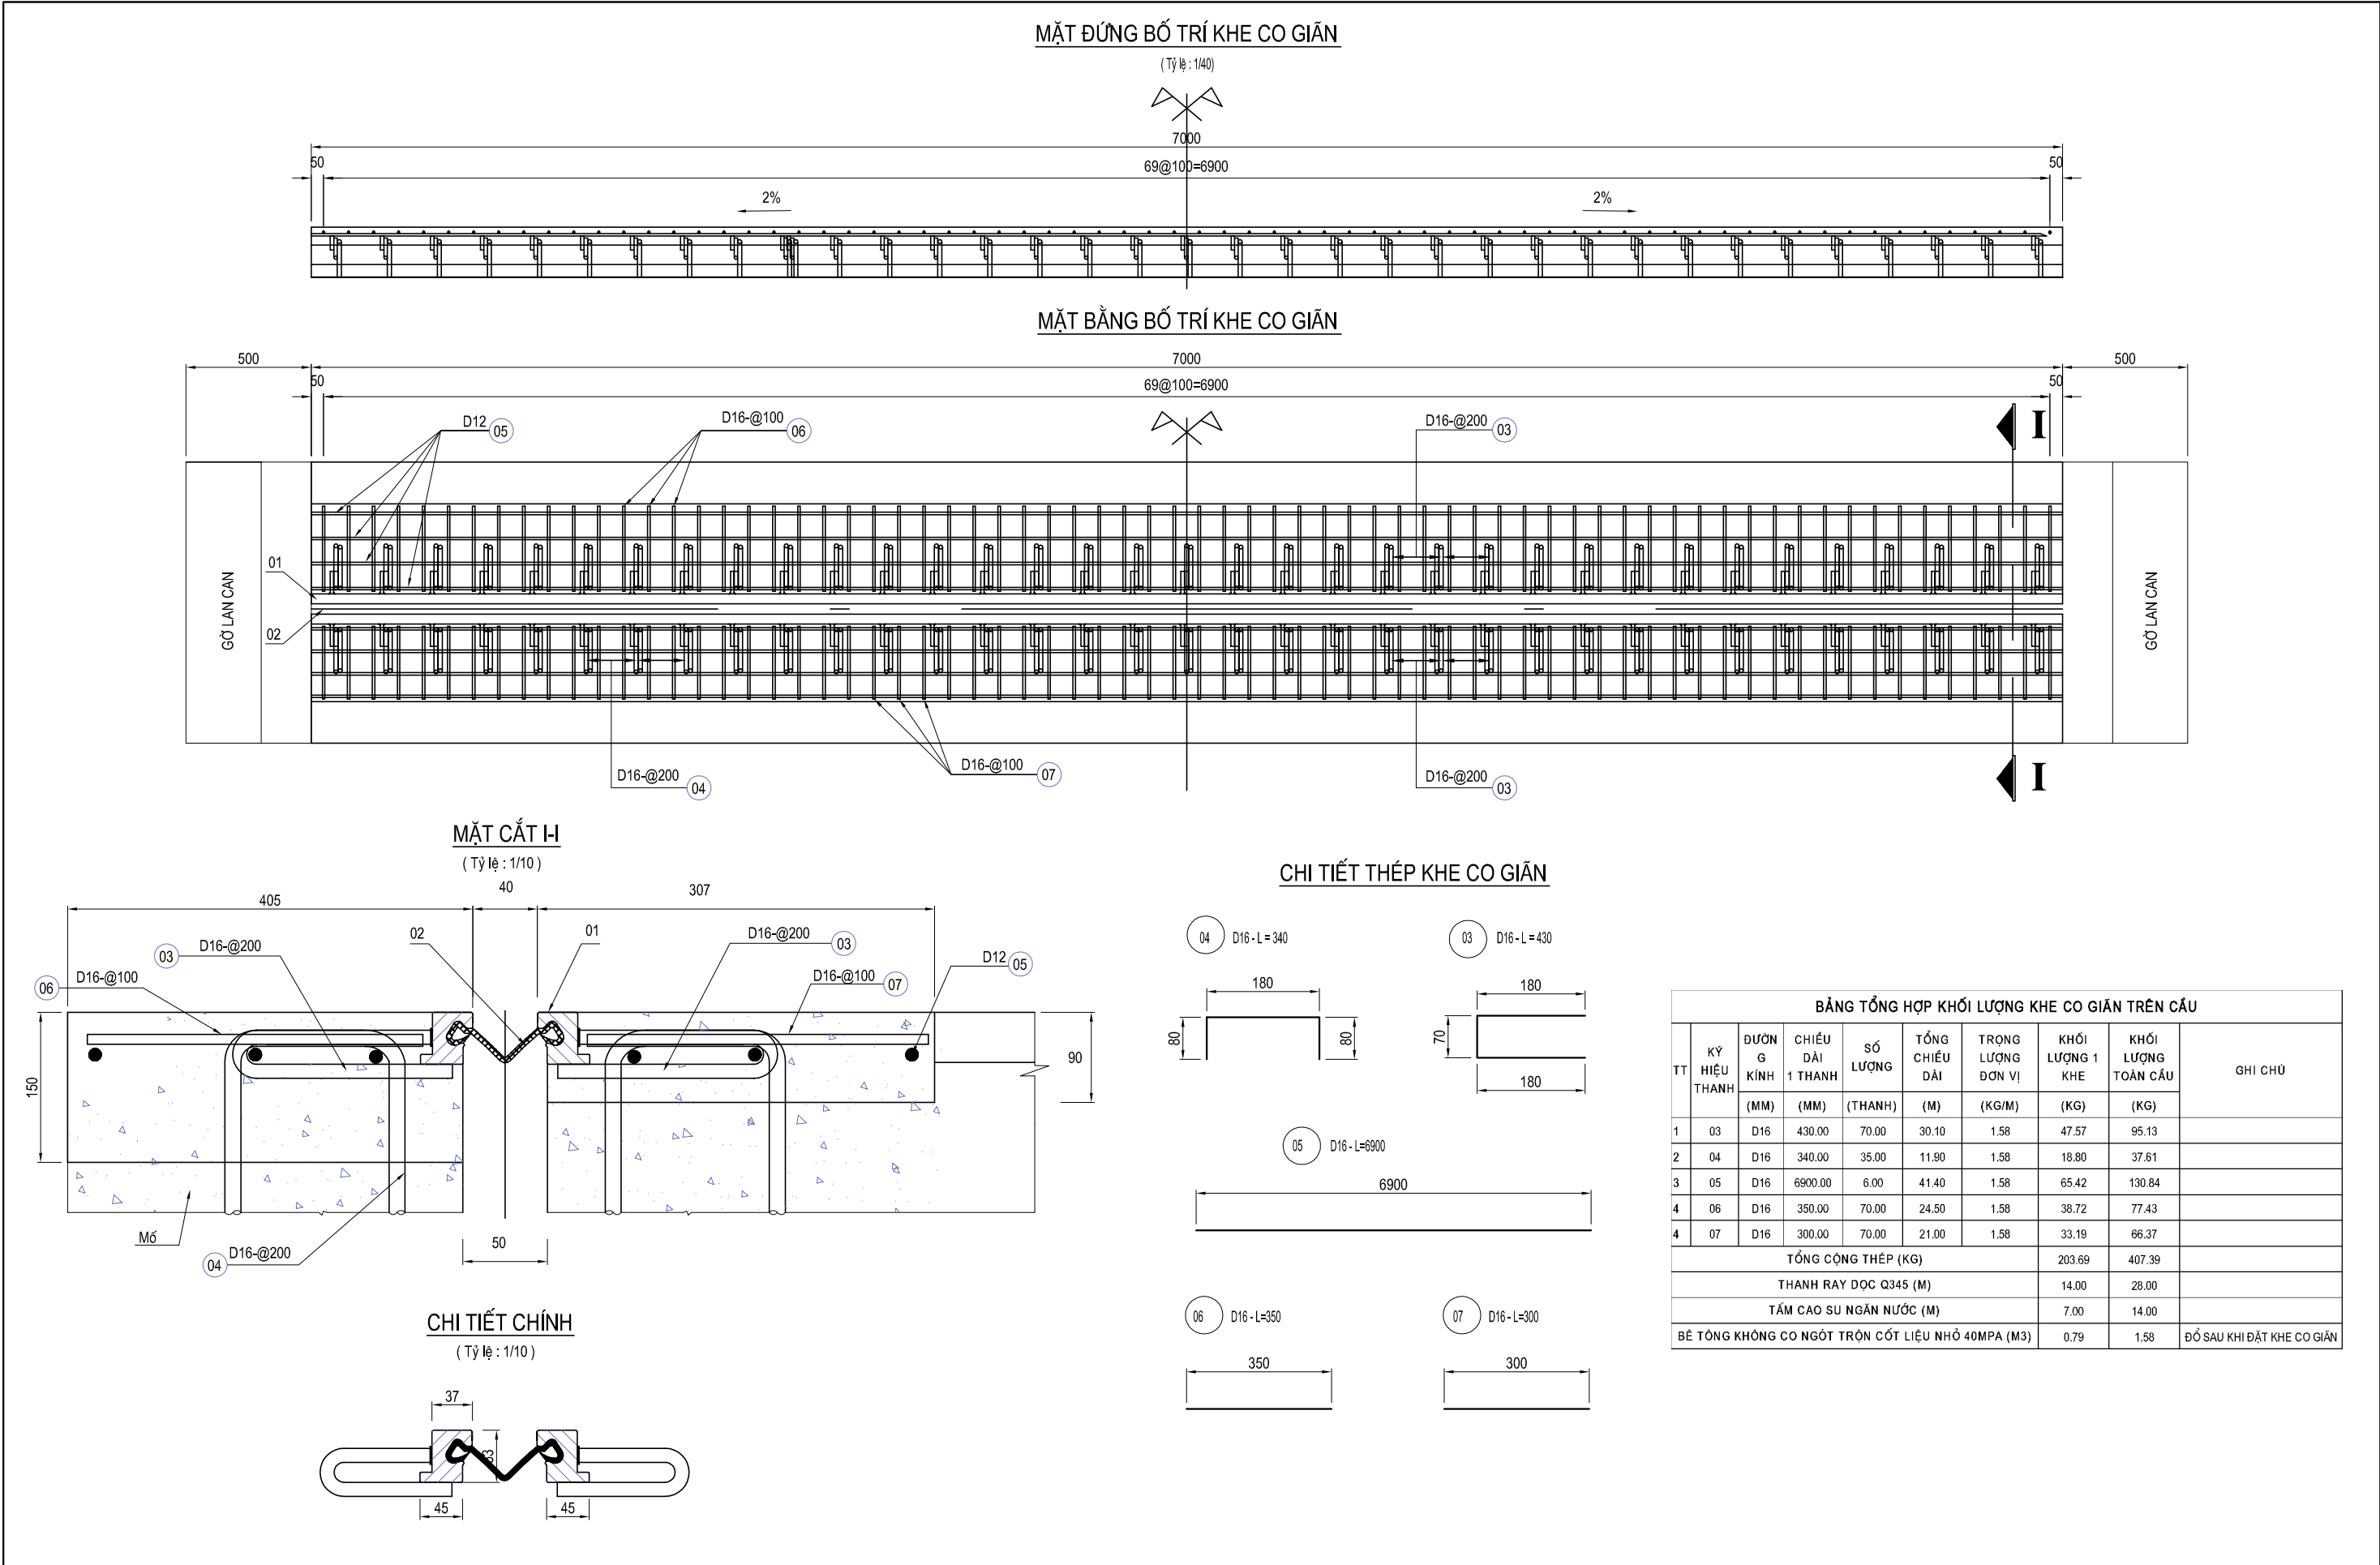 MẶT ĐỨNG BỐ TRÍ KHE CO GIÃN
( Tỷ lệ : 1/40)
7000
50
69@100=6900
50
2%
2%
MẶT BẰNG BỐ TRÍ KHE CO GIÃN
500
7000
500
50
69@100=6900
50
D12 05
D16-@100 06
D16-@200 03
I
01
02
GỜ LAN CAN
GỜ LAN CAN
D16-@200 04
D16-@100 07
D16-@200 03
I
MẶT CẮT I-I
( Tỷ lệ : 1/10 )
405
40
307
03 D16-@200
02
01
D16-@200 03
D12 05
06 D16-@100
D16-@100 07
150
90
Mố
04 D16-@200
50
CHI TIẾT CHÍNH
( Tỷ lệ : 1/10 )
37
33
45
45
CHI TIẾT THÉP KHE CO GIÃN
04 D16 - L = 340
180
80
80
03 D16 - L = 430
180
70
180
05 D16 - L=6900
6900
06 D16 - L=350
350
07 D16 - L=300
300
BẢNG TỔNG HỢP KHỐI LƯỢNG KHE CO GIÃN TRÊN CẦU
TT KÝ HIỆU THANH ĐƯỜN G KÍNH CHIỀU DÀI 1 THANH SỐ LƯỢNG TỔNG CHIỀU DÀI TRỌNG LƯỢNG ĐƠN VỊ KHỐI LƯỢNG 1 KHE KHỐI LƯỢNG TOÀN CẦU GHI CHÚ
(MM) (MM) (THANH) (M) (KG/M) (KG) (KG)
1 03 D16 430.00 70.00 30.10 1.58 47.57 95.13
2 04 D16 340.00 35.00 11.90 1.58 18.80 37.61
3 05 D16 6900.00 6.00 41.40 1.58 65.42 130.84
4 06 D16 350.00 70.00 24.50 1.58 38.72 77.43
4 07 D16 300.00 70.00 21.00 1.58 33.19 66.37
TỔNG CỘNG THÉP (KG) 203.69 407.39
THANH RAY DỌC Q345 (M) 14.00 28.00
TẤM CAO SU NGĂN NƯỚC (M) 7.00 14.00
BÊ TÔNG KHÔNG CO NGÓT TRỘN CỐT LIỆU NHỎ 40MPA (M3) 0.79 1.58 ĐỔ SAU KHI ĐẶT KHE CO GIÃN